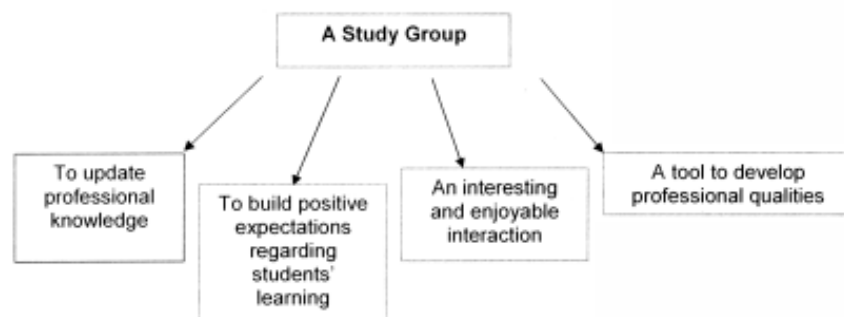 A Study Group
To update
professional
knowledge
To build positive
expectations
regarding
students'
learning
An interesting
and enjoyable
interaction
A tool to develop
professional qualities